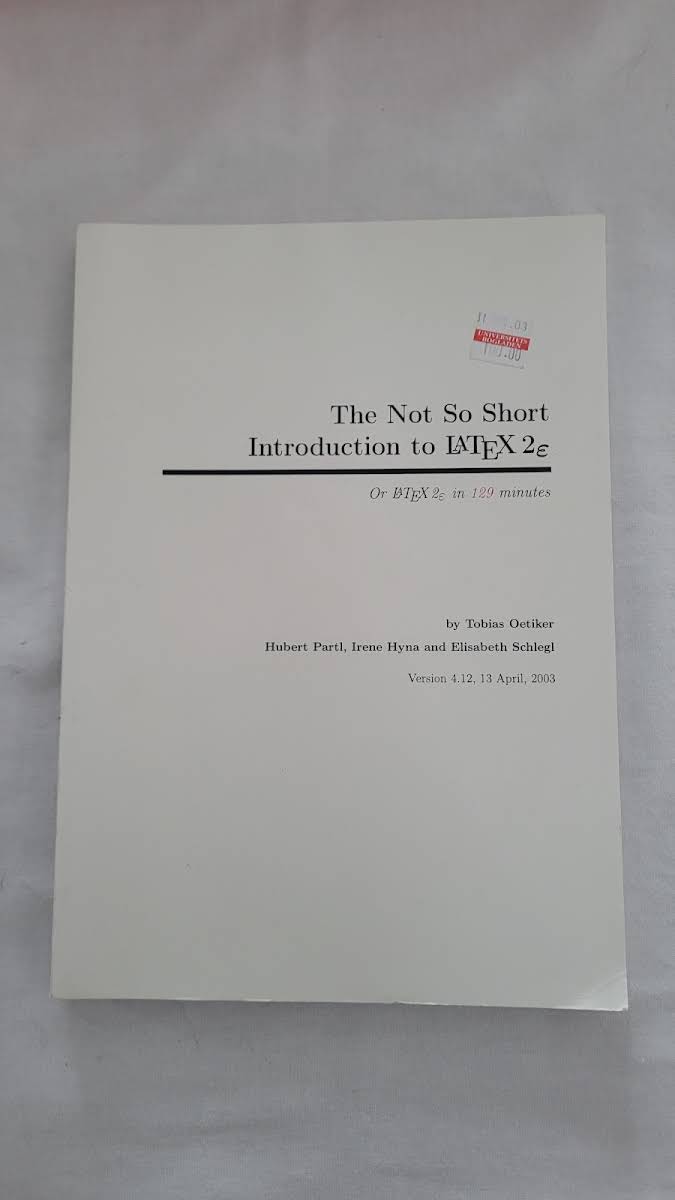 UNIVERSITEIS
BOGLADEN
The Not So Short
Introduction to LATEX 2ε
Or LATEX 2ε in 129 minutes
by Tobias Oetiker
Hubert Partl, Irene Hyna and Elisabeth Schlegl
Version 4.12, 13 April, 2003